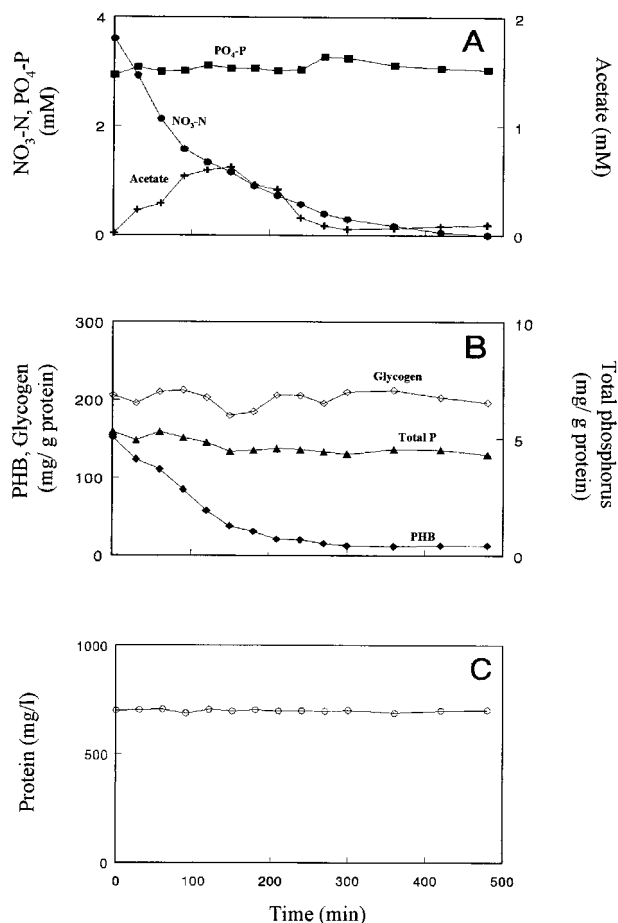 A
NO₃-N, PO₄-P
(mM)
4
2
0
2
1
0
Acetate (mM)
PO₄-P
NO₃-N
Acetate
B
PHB, Glycogen
(mg/ g protein)
300
200
100
0
10
5
0
Total phosphorus
(mg/ g protein)
Glycogen
Total P
PHB
C
Protein (mg/l)
1000
500
0
0 100 200 300 400 500
Time (min)